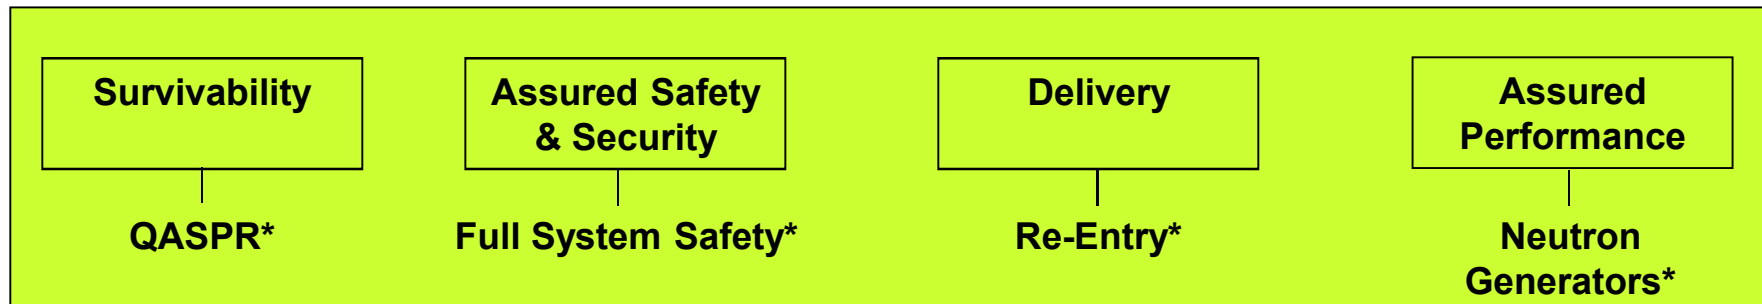 Survivability
Assured Safety
& Security
Delivery
Assured
Performance
QASPR*
Full System Safety*
Re-Entry*
Neutron
Generators*